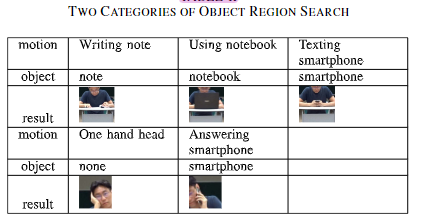 TWO CATEGORIES OF OBJECT REGION SEARCH
motion Writing note Using notebook Texting smartphone
object note notebook smartphone
result
motion One hand head Answering smartphone
object none smartphone
result